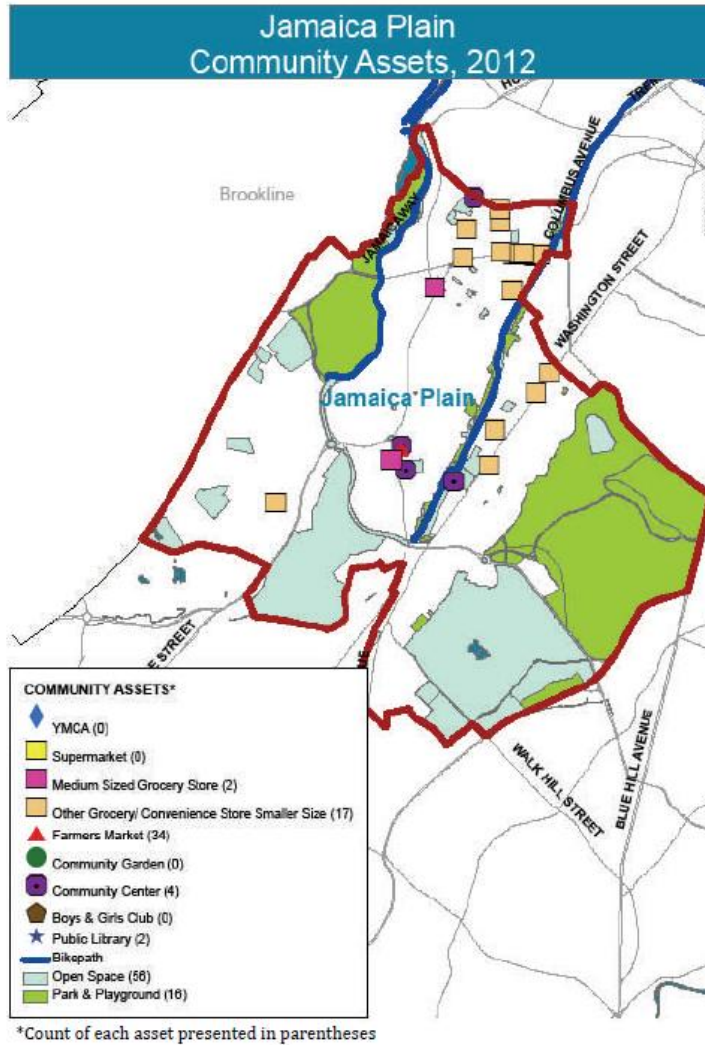 Jamaica Plain
Community Assets, 2012
COLUMBUS AVENUE
Brookline
JAMAICAWAY
WASHINGTON STREET
Jamaica Plain
E STREET
COMMUNITY ASSETS*
YMCA (0)
Supermarket (0)
Medium Sized Grocery Store (2)
Other Grocery/ Convenience Store Smaller Size (17)
Farmers Market (34)
Community Garden (0)
Community Center (4)
Boys & Girls Club (0)
Public Library (2)
Bikepath
Open Space (56)
Park & Playground (16)
WALK HILL STREET
BLUE HILL AVENUE
*Count of each asset presented in parentheses